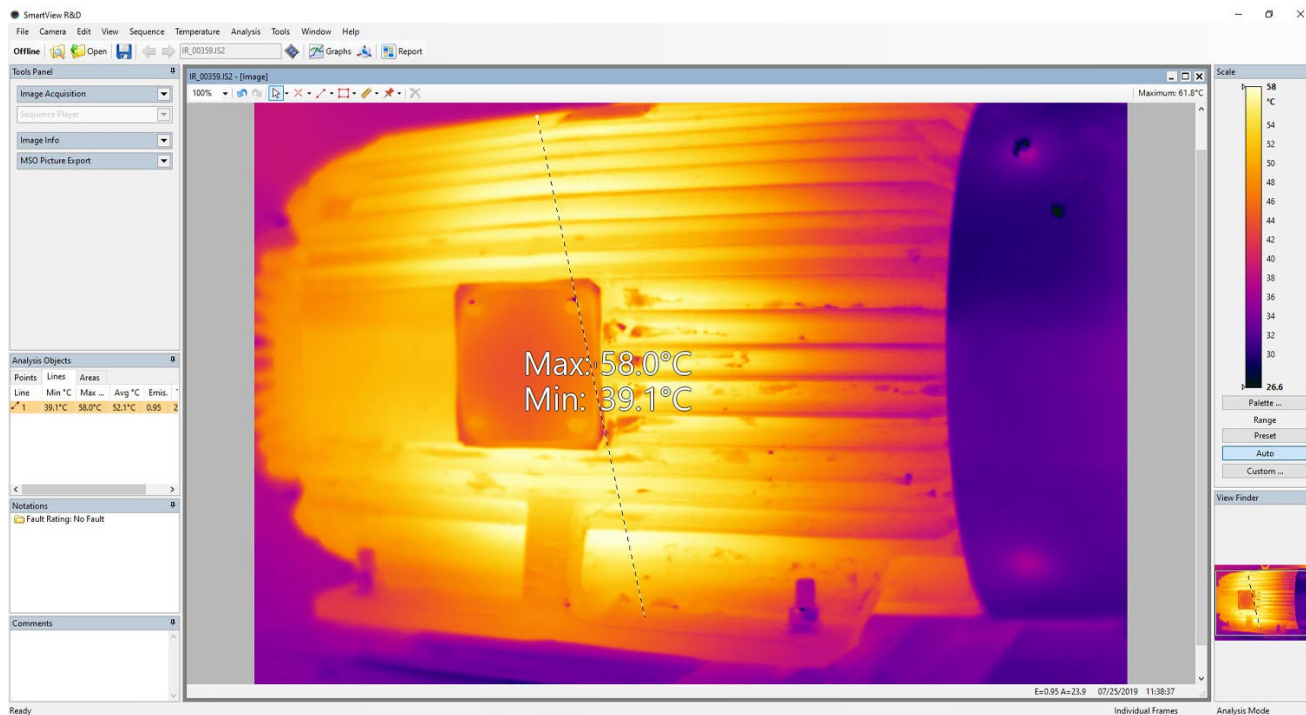 SmartView R&D
File Camera Edit View Sequence Temperature Analysis Tools Window Help
Offline Open IR_00359.IS2 Graphs Report
Tools Panel
Image Acquisition
Sequence Player
Image Info
MSO Picture Export
Analysis Objects
Points Lines Areas
Line Min °C Max ... Avg °C Emis.
1 39.1°C 58.0°C 52.1°C 0.95 2
Notations
Fault Rating: No Fault
Comments
Ready
IR_00359.IS2 - [Image]
100% Maximum: 61.8°C
Max: 58.0°C
Min: 39.1°C
E=0.95 A=23.9 07/25/2019 11:38:37
Individual Frames Analysis Mode
Scale
58
°C
54
52
50
48
46
44
42
40
38
36
34
32
30
26.6
Palette ...
Range
Preset
Auto
Custom ...
View Finder